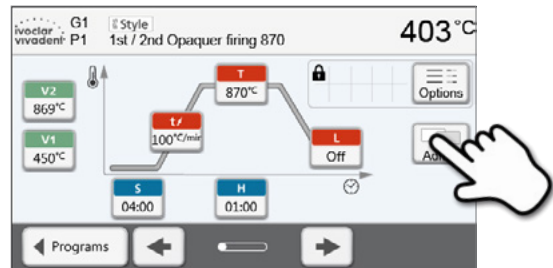 ivoclar vivadent G1 P1
IPS Style
1st / 2nd Opaquer firing 870
403°C
V2
869°C
V1
450°C
t
100°C/min
T
870°C
L
Off
S
04:00
H
01:00
Options
Programs